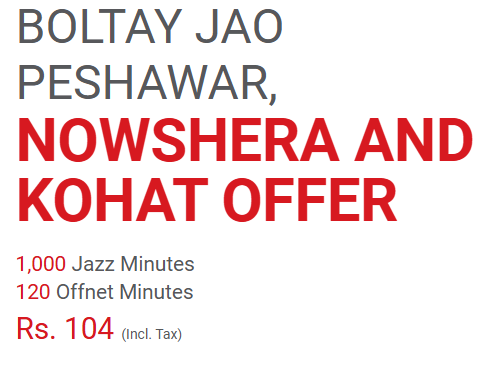 BOLTAY JAO
PESHAWAR,
NOWSHERA AND
KOHAT OFFER
1,000 Jazz Minutes
120 Offnet Minutes
Rs. 104 (Incl. Tax)